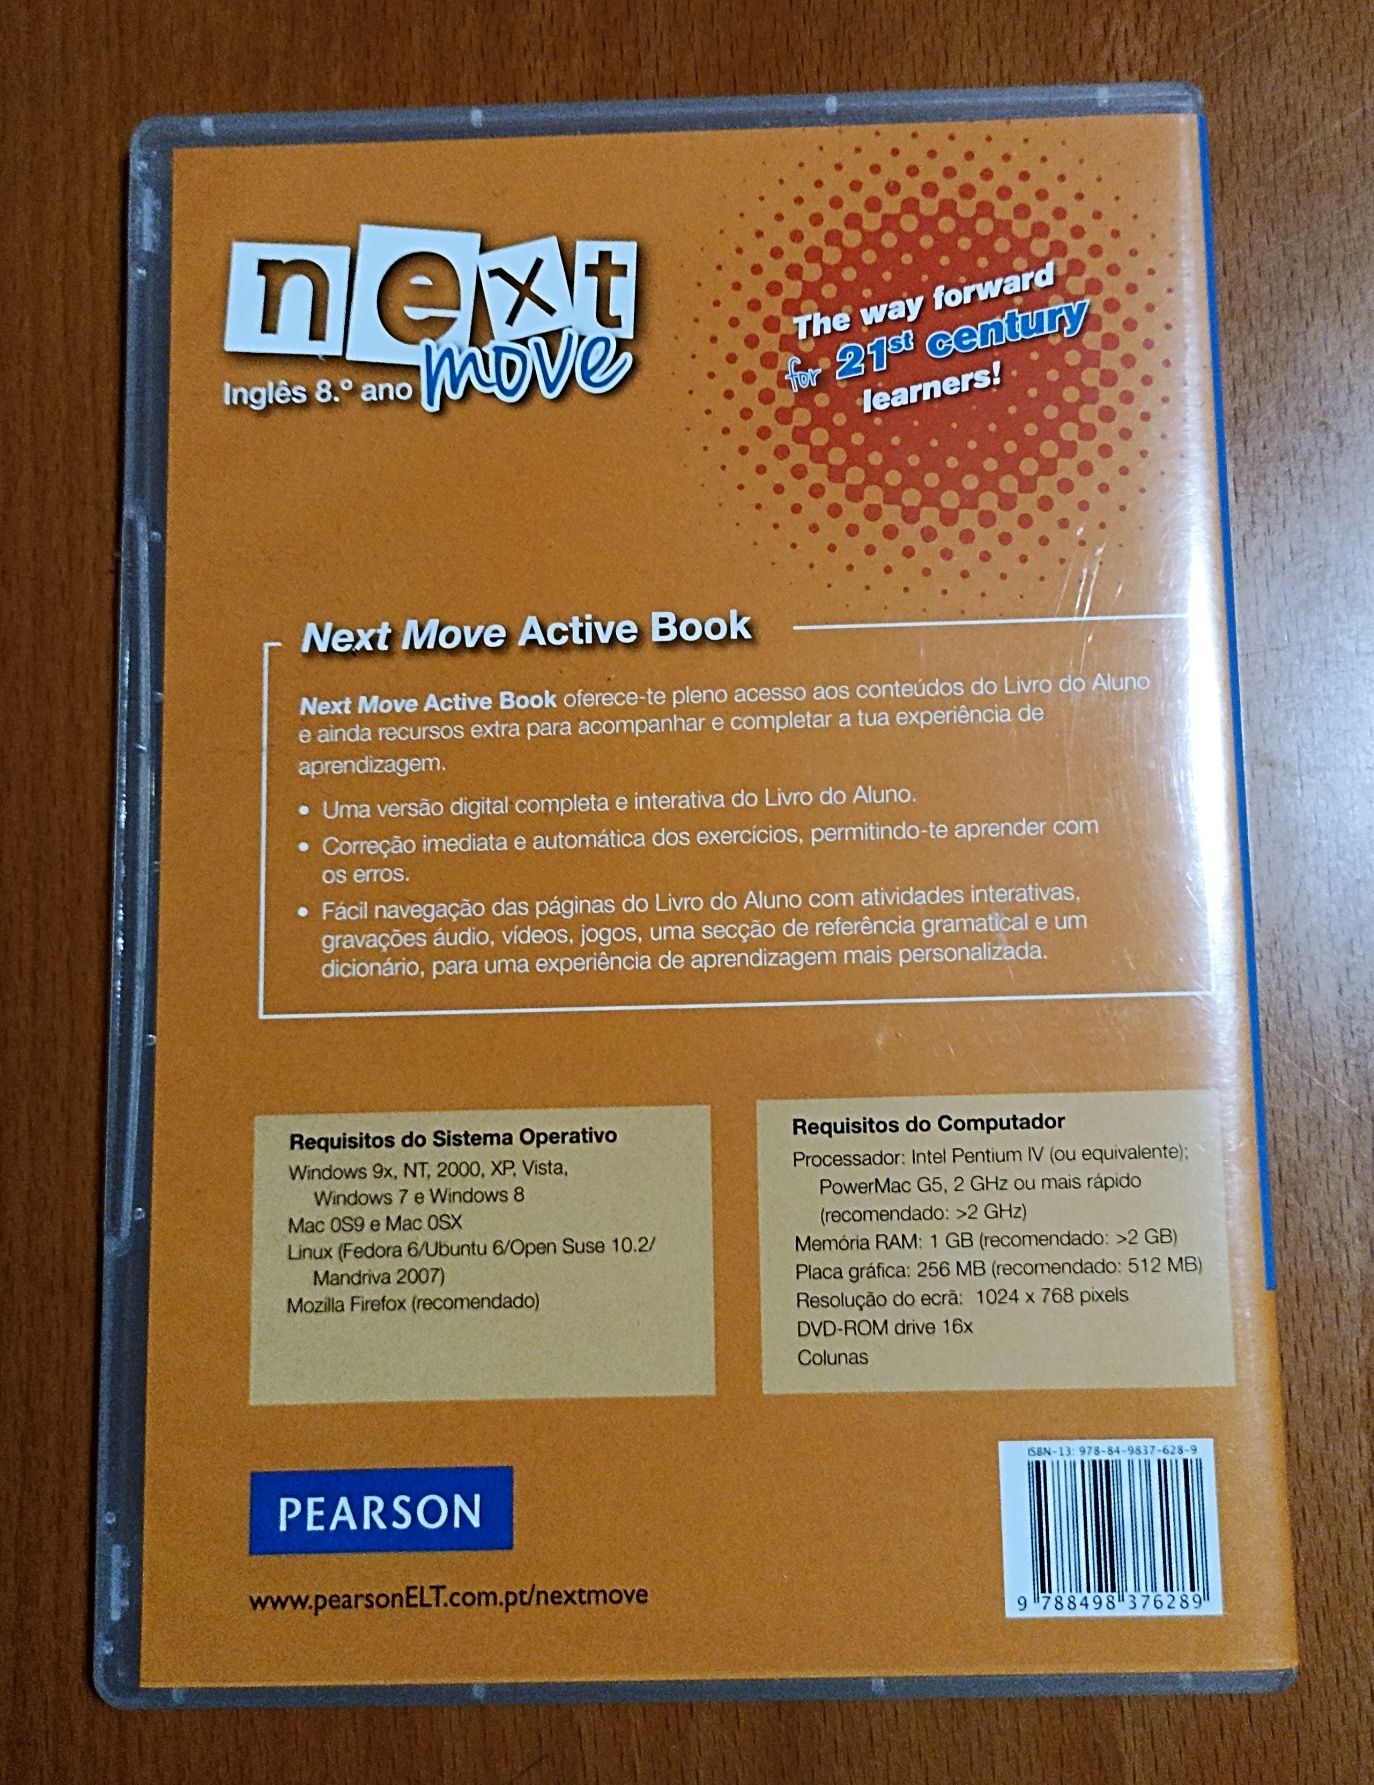 next
move
Inglês 8.º ano
The way forward
for 21st century
learners!
Next Move Active Book
Next Move Active Book oferece-te pleno acesso aos conteúdos do Livro do Aluno
e ainda recursos extra para acompanhar e completar a tua experiência de
aprendizagem.
• Uma versão digital completa e interativa do Livro do Aluno.
• Correção imediata e automática dos exercícios, permitindo-te aprender com
os erros.
• Fácil navegação das páginas do Livro do Aluno com atividades interativas,
gravações áudio, vídeos, jogos, uma secção de referência gramatical e um
dicionário, para uma experiência de aprendizagem mais personalizada.
Requisitos do Sistema Operativo
Windows 9x, NT, 2000, XP, Vista,
Windows 7 e Windows 8
Mac 0S9 e Mac 0SX
Linux (Fedora 6/Ubuntu 6/Open Suse 10.2/
Mandriva 2007)
Mozilla Firefox (recomendado)
Requisitos do Computador
Processador: Intel Pentium IV (ou equivalente);
PowerMac G5, 2 GHz ou mais rápido
(recomendado: >2 GHz)
Memória RAM: 1 GB (recomendado: >2 GB)
Placa gráfica: 256 MB (recomendado: 512 MB)
Resolução do ecrã: 1024 x 768 pixels
DVD-ROM drive 16x
Colunas
PEARSON
www.pearsonELT.com.pt/nextmove
ISBN-13: 978-84-9837-628-9
9 788498 376289